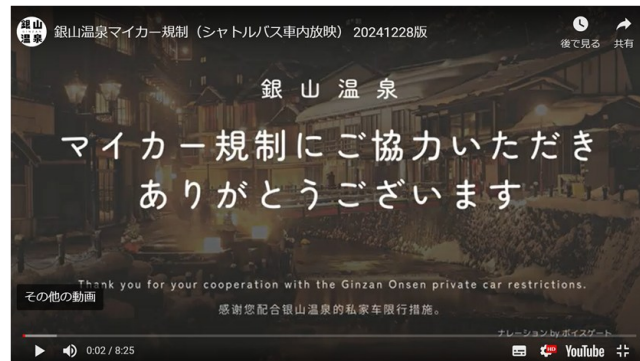 銀山
温泉
銀山温泉マイカー規制（シャトルバス車内放映） 20241228版
後で見る
共有
銀山温泉
マイカー規制にご協力いただき
ありがとうございます
Thank you for your cooperation with the Ginzan Onsen private car restrictions.
その他の動画
感谢您配合银山温泉的私家车限行措施。
ナレーション by ボイスゲート
0:02 / 8:25
HD
YouTube